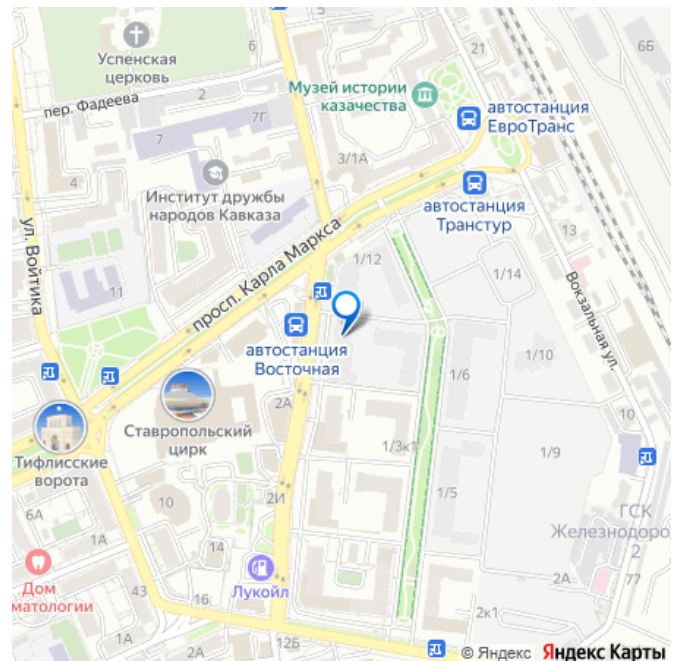 6
21
6Б
Успенская
церковь
пер. Фадеева
2
Музей истории
казачества
автостанция
ЕвроТранс
7
7Г
3/1А
4
Институт дружбы
народов Кавказа
автостанция
Транстур
ул. Войтика
просп. Карла Маркса
13
1/12
1/14
Вокзальная ул.
11
автостанция
Восточная
1/10
1/6
2А
Ставропольский
цирк
10
Тифлисские
ворота
1/3к1
1/9
10
2И
1/5
6А
14
ГСК
Железнодоро
2
Дом
матологии
Лукойл
2А
77
16
44
1А
43
2А
12Б
2к1
© Яндекс Яндекс Карты